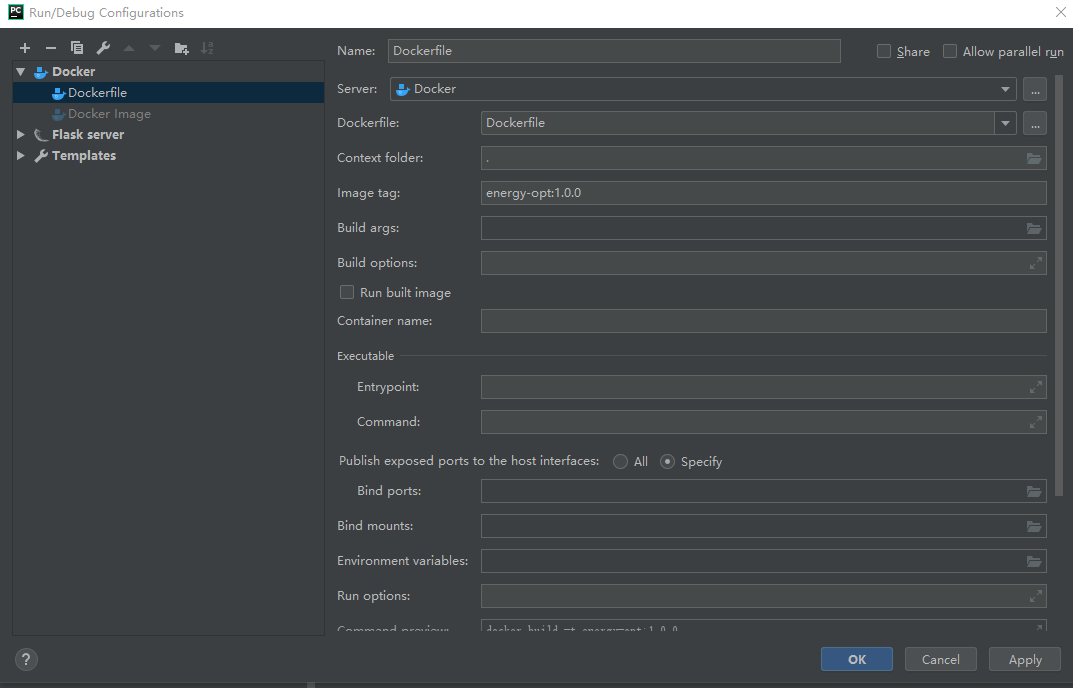 PC Run/Debug Configurations
Name: Dockerfile Share Allow parallel run
Docker
Server: Docker ...
Dockerfile
Dockerfile: Dockerfile ...
Docker Image
Flask server
Templates
Context folder: .
Image tag: energy-opt:1.0.0
Build args:
Build options:
Run built image
Container name:
Executable
Entrypoint:
Command:
Publish exposed ports to the host interfaces: All Specify
Bind ports:
Bind mounts:
Environment variables:
Run options:
Command preview: docker build -t energy-opt:1.0.0
? OK Cancel Apply